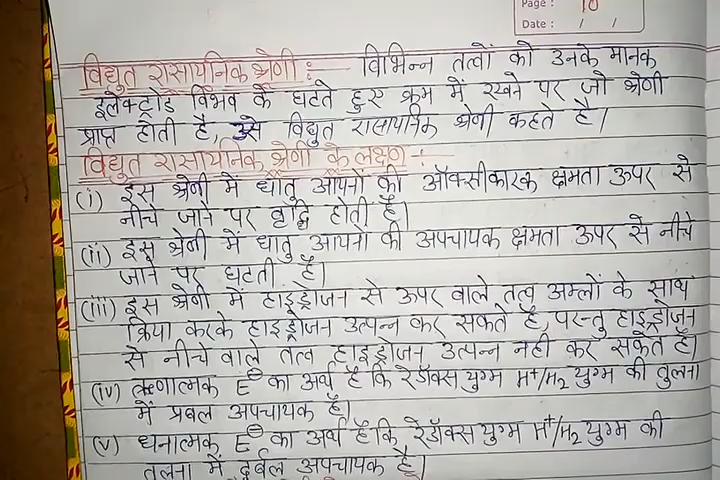 Page : 10
Date : / /
विद्युत रासायनिक श्रेणी :— विभिन्न तत्वों को उनके मानक
इलेक्ट्रोड विभव के घटते हुए क्रम में रखने पर जो श्रेणी
प्राप्त होती है, उसे विद्युत रासायनिक श्रेणी कहते है।
विद्युत रासायनिक श्रेणी के लक्षण :—
(i) इस श्रेणी में धातु आयनों की ऑक्सीकारक क्षमता ऊपर से
नीचे जाने पर वृद्धि होती है।
(ii) इस श्रेणी में धातु आयनों की अपचायक क्षमता ऊपर से नीचे
जाने पर घटती है।
(iii) इस श्रेणी में हाइड्रोजन से ऊपर वाले तत्व अम्लों के साथ
क्रिया करके हाइड्रोजन उत्पन्न कर सकते है, परन्तु हाइड्रोजन
से नीचे वाले तत्व हाइड्रोजन उत्पन्न नही कर सकते है।
(iv) ऋणात्मक E⊖ का अर्थ है कि रेडॉक्स युग्म H+/H2 युग्म की तुलना
में प्रबल अपचायक है।
(v) धनात्मक E⊖ का अर्थ है कि रेडॉक्स युग्म H+/H2 युग्म की
तुलना में दुर्बल अपचायक है।